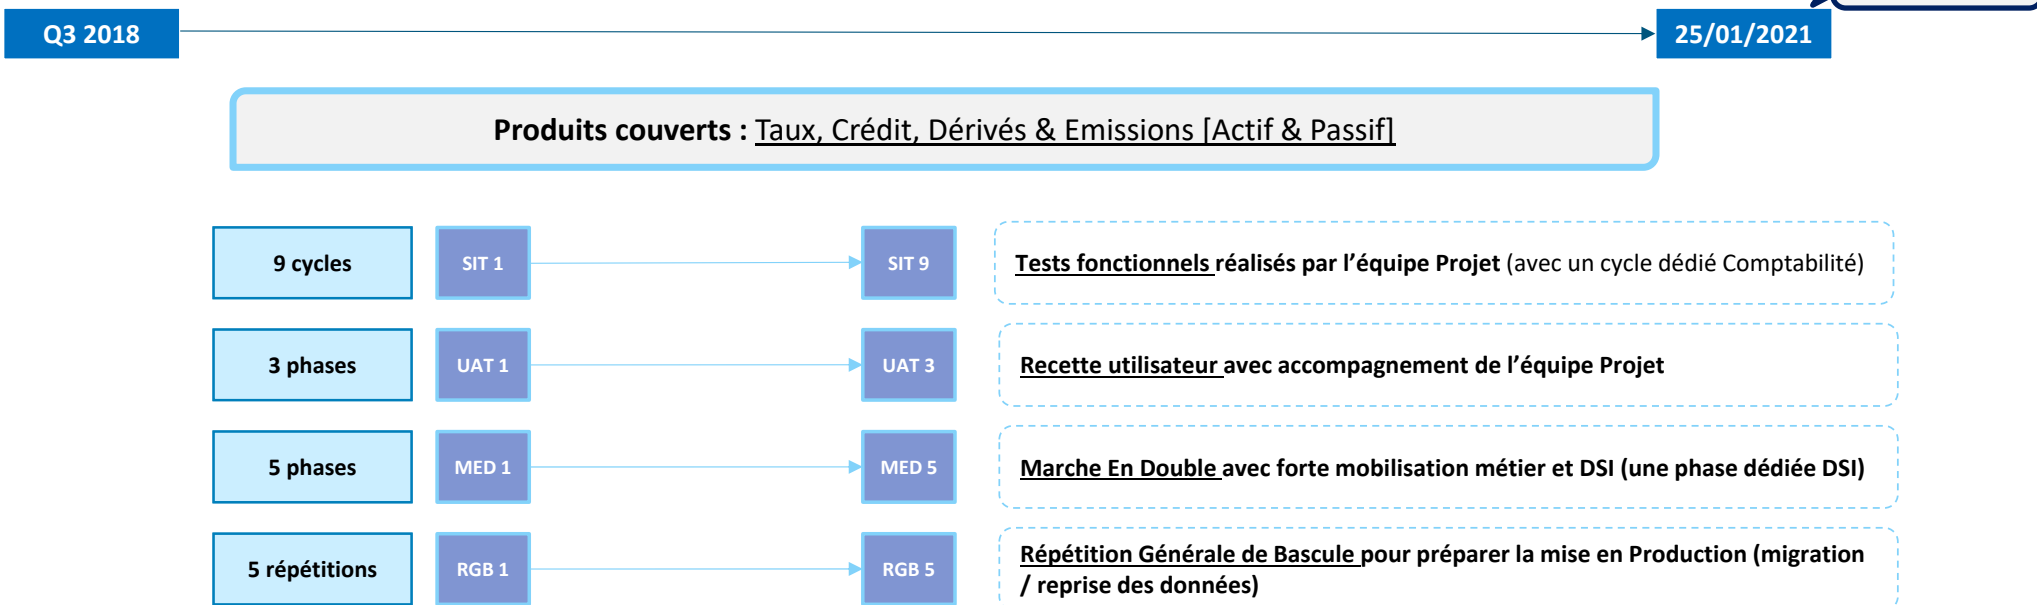 Q3 2018
25/01/2021
Produits couverts : Taux, Crédit, Dérivés & Emissions [Actif & Passif]
9 cycles
SIT 1
SIT 9
Tests fonctionnels réalisés par l’équipe Projet (avec un cycle dédié Comptabilité)
3 phases
UAT 1
UAT 3
Recette utilisateur avec accompagnement de l’équipe Projet
5 phases
MED 1
MED 5
Marche En Double avec forte mobilisation métier et DSI (une phase dédiée DSI)
5 répétitions
RGB 1
RGB 5
Répétition Générale de Bascule pour préparer la mise en Production (migration
/ reprise des données)